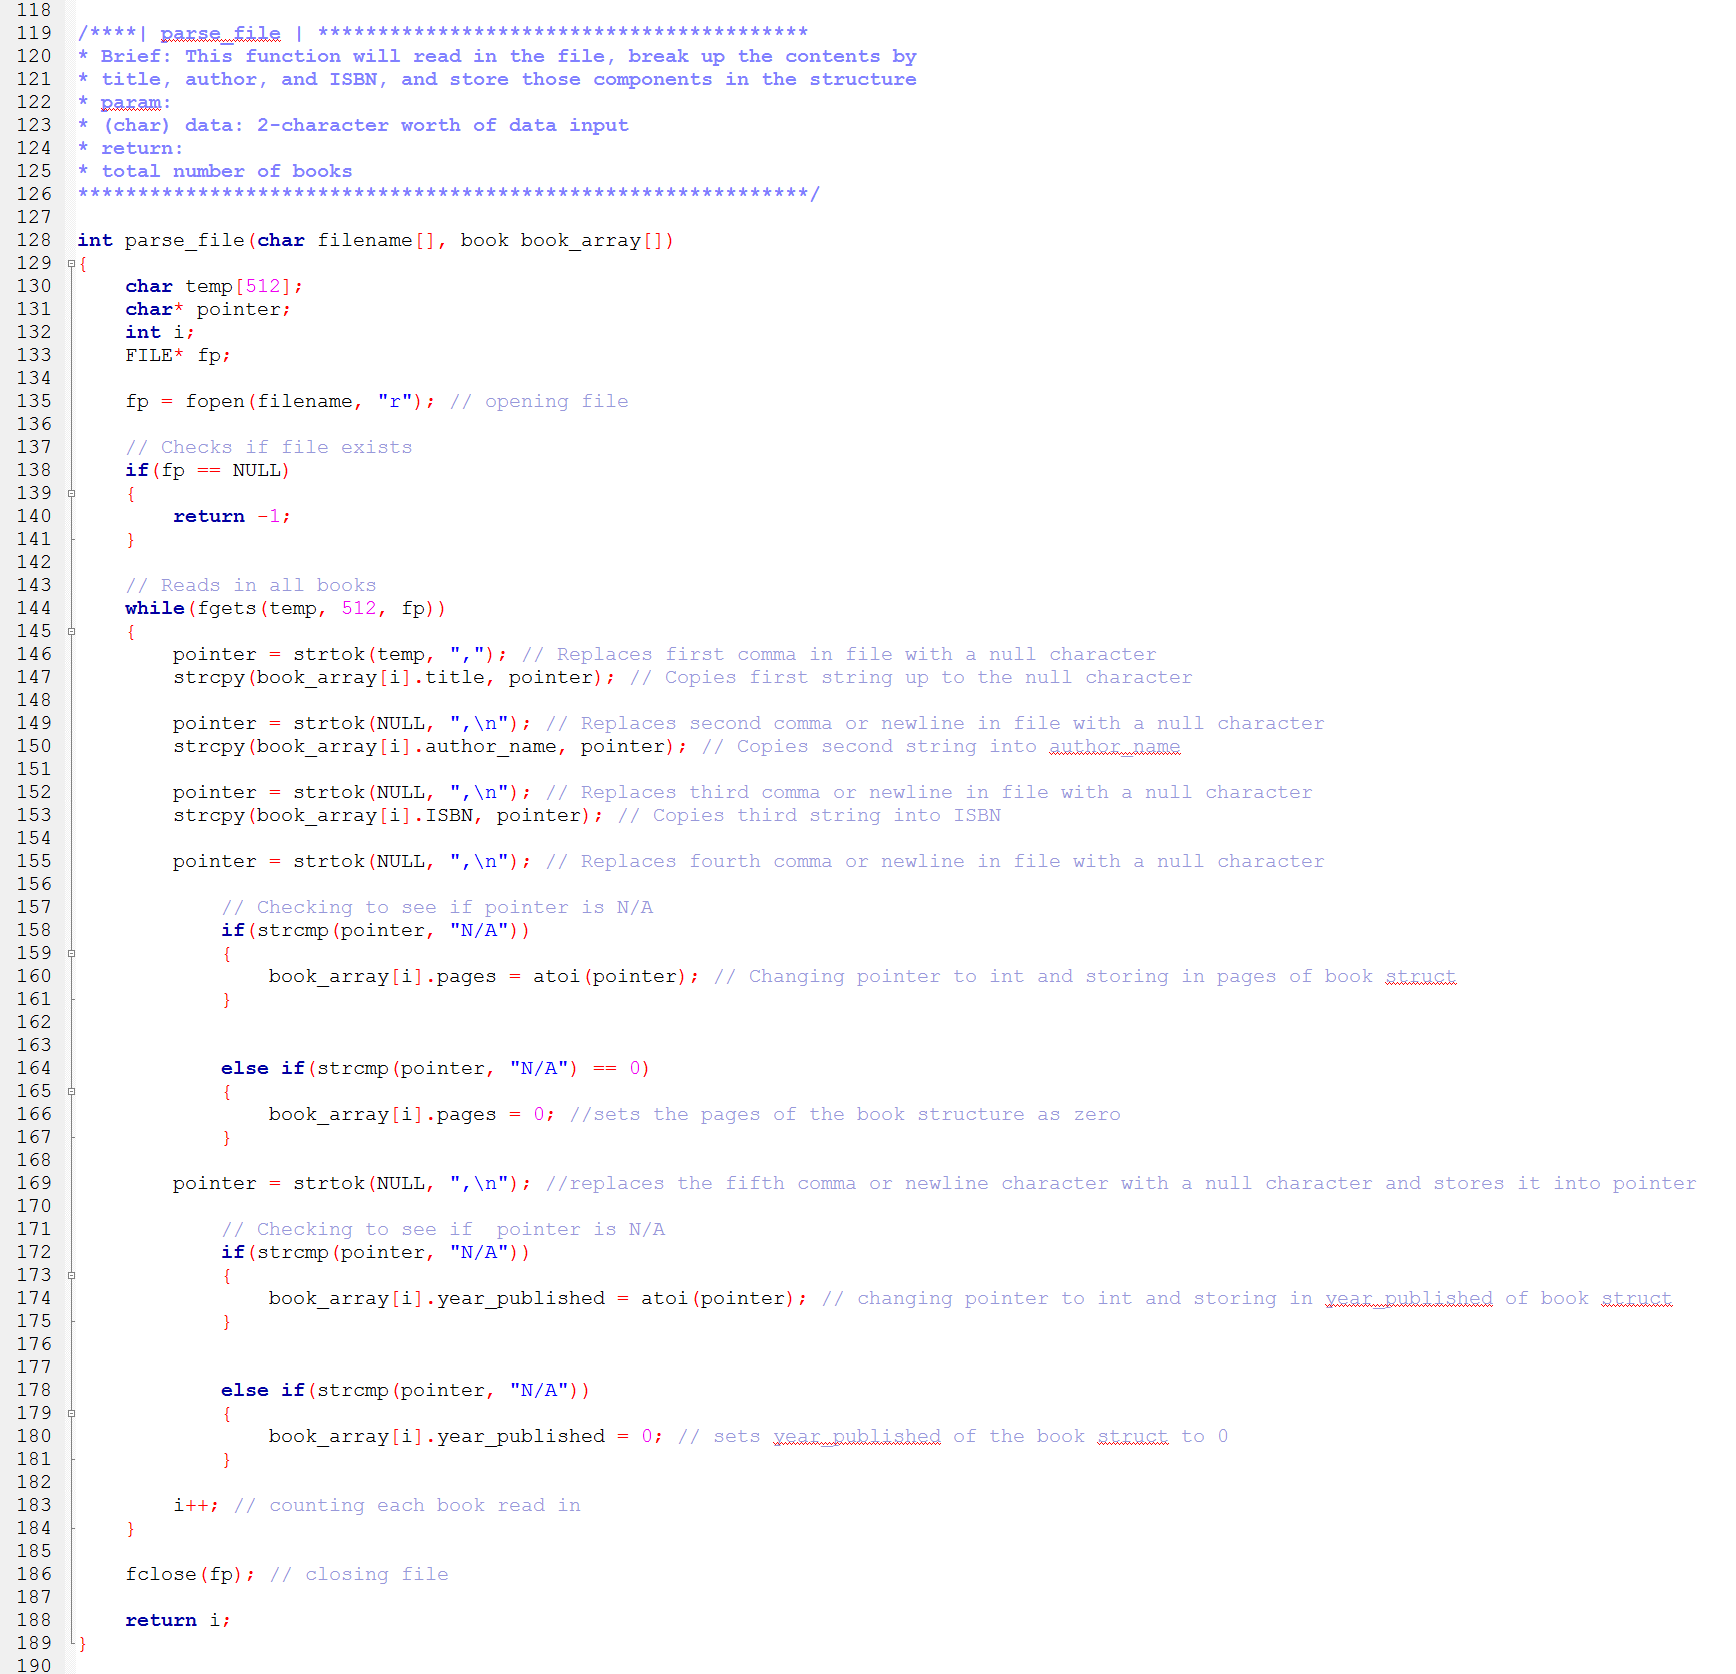 118
119 /****| parse_file | *****************************************
120 * Brief: This function will read in the file, break up the contents by
121 * title, author, and ISBN, and store those components in the structure
122 * param:
123 * (char) data: 2-character worth of data input
124 * return:
125 * total number of books
126 *************************************************************/
127
128 int parse_file(char filename[], book book_array[])
129 {
130     char temp[512];
131     char* pointer;
132     int i;
133     FILE* fp;
134
135     fp = fopen(filename, "r"); // opening file
136
137     // Checks if file exists
138     if(fp == NULL)
139     {
140         return -1;
141     }
142
143     // Reads in all books
144     while(fgets(temp, 512, fp))
145     {
146         pointer = strtok(temp, ","); // Replaces first comma in file with a null character
147         strcpy(book_array[i].title, pointer); // Copies first string up to the null character
148
149         pointer = strtok(NULL, ",\n"); // Replaces second comma or newline in file with a null character
150         strcpy(book_array[i].author_name, pointer); // Copies second string into author_name
151
152         pointer = strtok(NULL, ",\n"); // Replaces third comma or newline in file with a null character
153         strcpy(book_array[i].ISBN, pointer); // Copies third string into ISBN
154
155         pointer = strtok(NULL, ",\n"); // Replaces fourth comma or newline in file with a null character
156
157             // Checking to see if pointer is N/A
158             if(strcmp(pointer, "N/A"))
159             {
160                 book_array[i].pages = atoi(pointer); // Changing pointer to int and storing in pages of book struct
161             }
162
163
164             else if(strcmp(pointer, "N/A") == 0)
165             {
166                 book_array[i].pages = 0; //sets the pages of the book structure as zero
167             }
168
169         pointer = strtok(NULL, ",\n"); //replaces the fifth comma or newline character with a null character and stores it into pointer
170
171             // Checking to see if  pointer is N/A
172             if(strcmp(pointer, "N/A"))
173             {
174                 book_array[i].year_published = atoi(pointer); // changing pointer to int and storing in year_published of book struct
175             }
176
177
178             else if(strcmp(pointer, "N/A"))
179             {
180                 book_array[i].year_published = 0; // sets year_published of the book struct to 0
181             }
182
183         i++; // counting each book read in
184     }
185
186     fclose(fp); // closing file
187
188     return i;
189 }
190